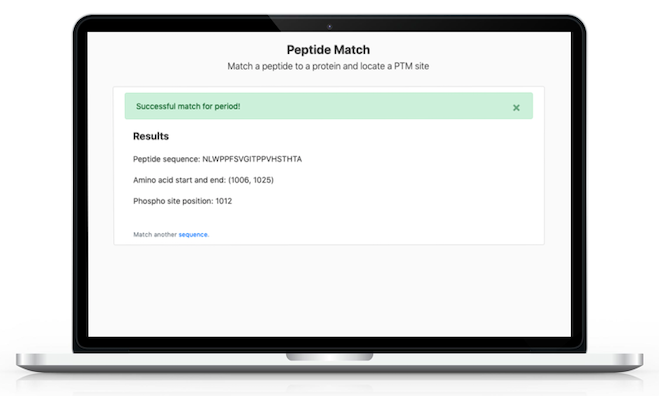 Peptide Match
Match a peptide to a protein and locate a PTM site
Successful match for period!
×
Results
Peptide sequence: NLWPPFSVGITPPVHSTHTA
Amino acid start and end: (1006, 1025)
Phospho site position: 1012
Match another sequence.